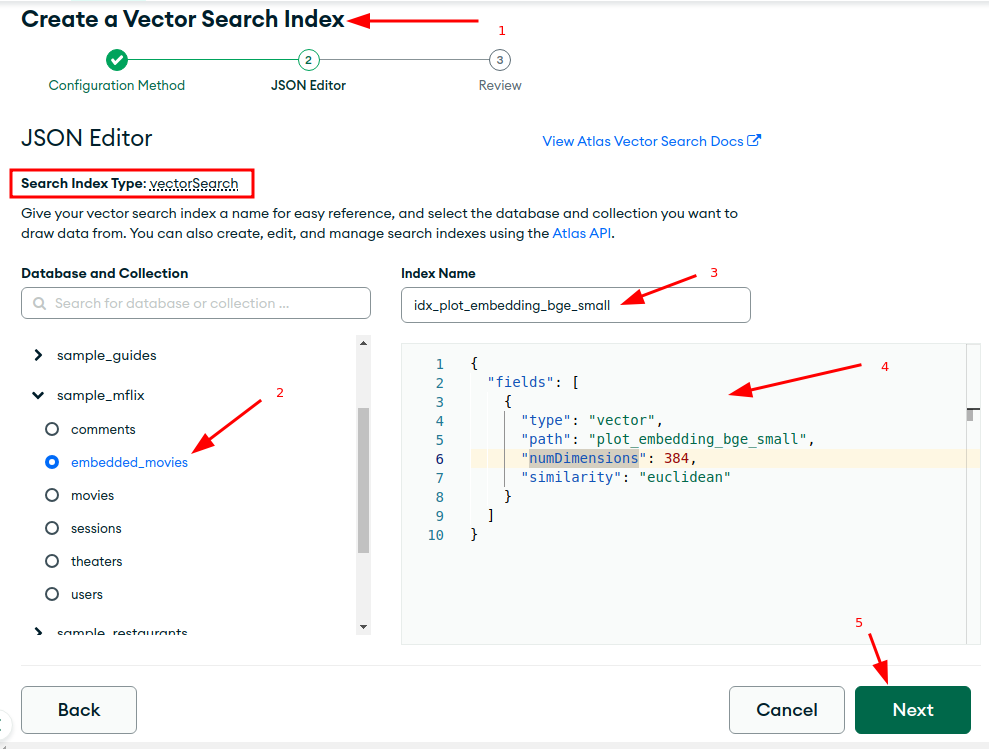 Create a Vector Search Index
1
2
3
Configuration Method
JSON Editor
Review
JSON Editor
View Atlas Vector Search Docs
Search Index Type: vectorSearch
Give your vector search index a name for easy reference, and select the database and collection you want to
draw data from. You can also create, edit, and manage search indexes using the Atlas API.
Database and Collection
Index Name
3
Search for database or collection ...
idx_plot_embedding_bge_small
sample_guides
sample_mflix
2
comments
embedded_movies
movies
sessions
theaters
users
sample_restaurants
4
1 {
2 "fields": [
3 {
4 "type": "vector",
5 "path": "plot_embedding_bge_small",
6 "numDimensions": 384,
7 "similarity": "euclidean"
8 }
9 ]
10 }
5
Back
Cancel
Next